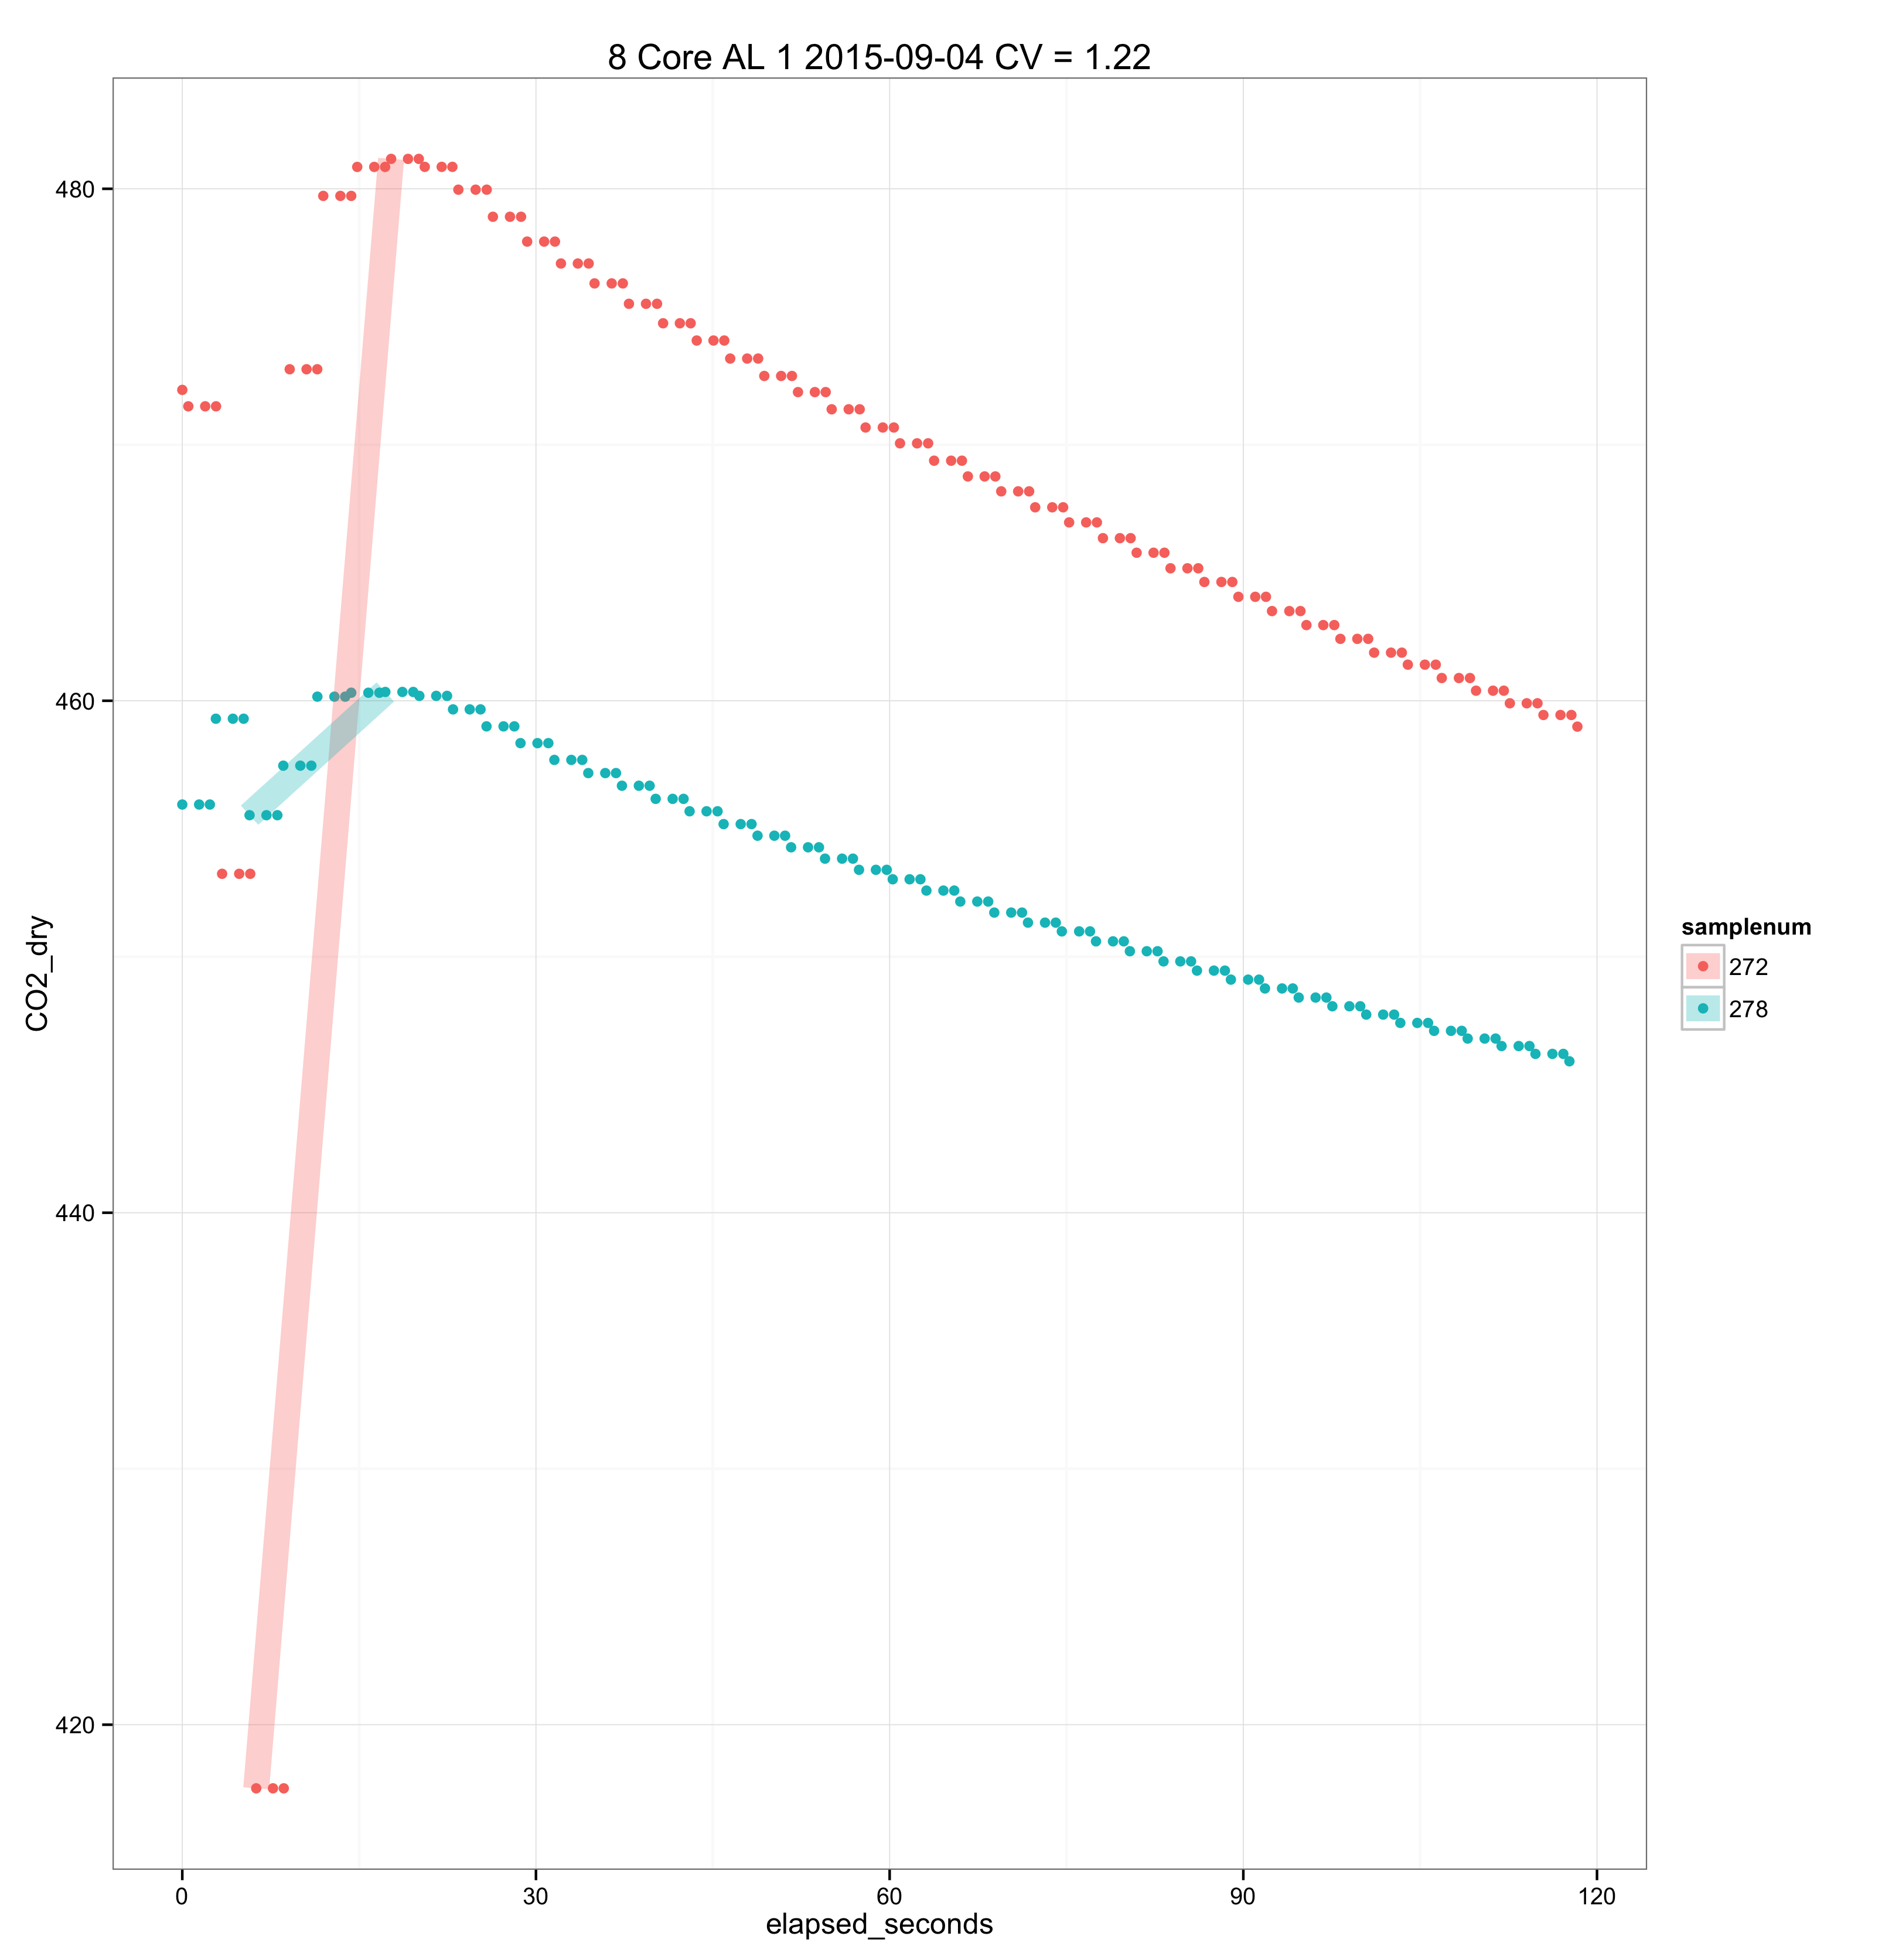 8 Core AL 1 2015-09-04 CV = 1.22
480
460
440
420
CO2_dry
0 30 60 90 120
elapsed_seconds
samplenum
272
278